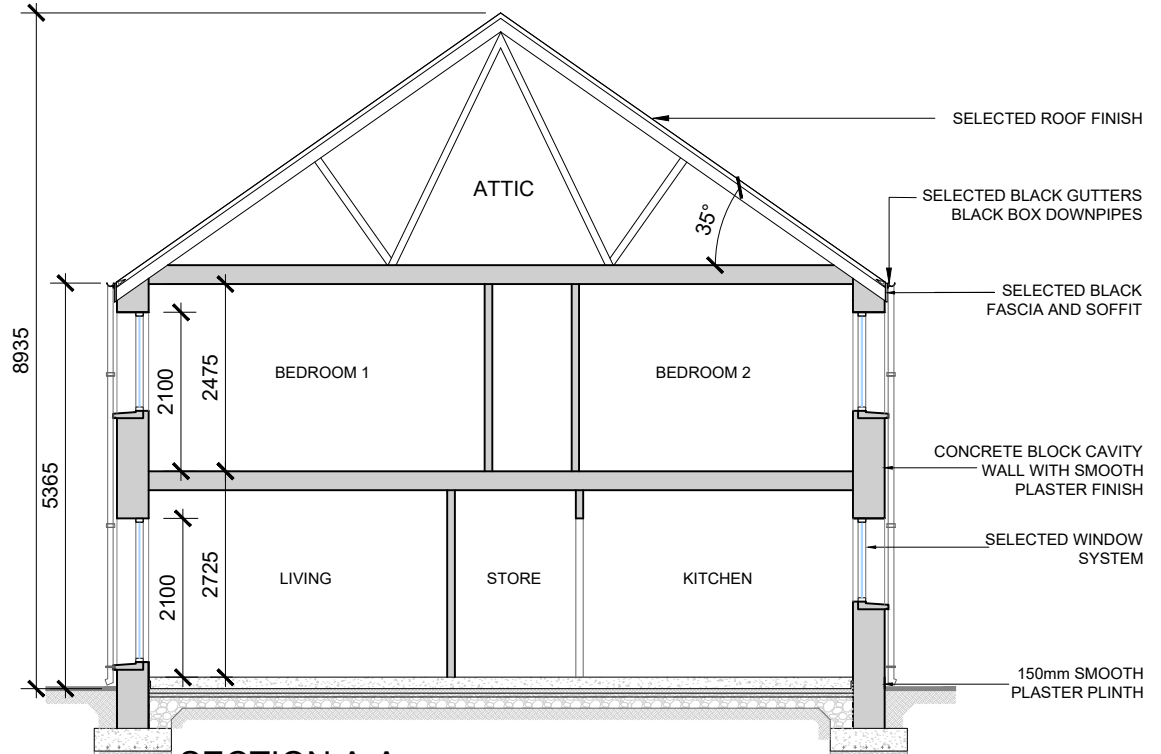 SELECTED ROOF FINISH
ATTIC
SELECTED BLACK GUTTERS
BLACK BOX DOWNPIPES
35°
SELECTED BLACK
FASCIA AND SOFFIT
8935
5365
2100
2475
BEDROOM 1
BEDROOM 2
CONCRETE BLOCK CAVITY
WALL WITH SMOOTH
PLASTER FINISH
SELECTED WINDOW
SYSTEM
2100
2725
LIVING
STORE
KITCHEN
150mm SMOOTH
PLASTER PLINTH